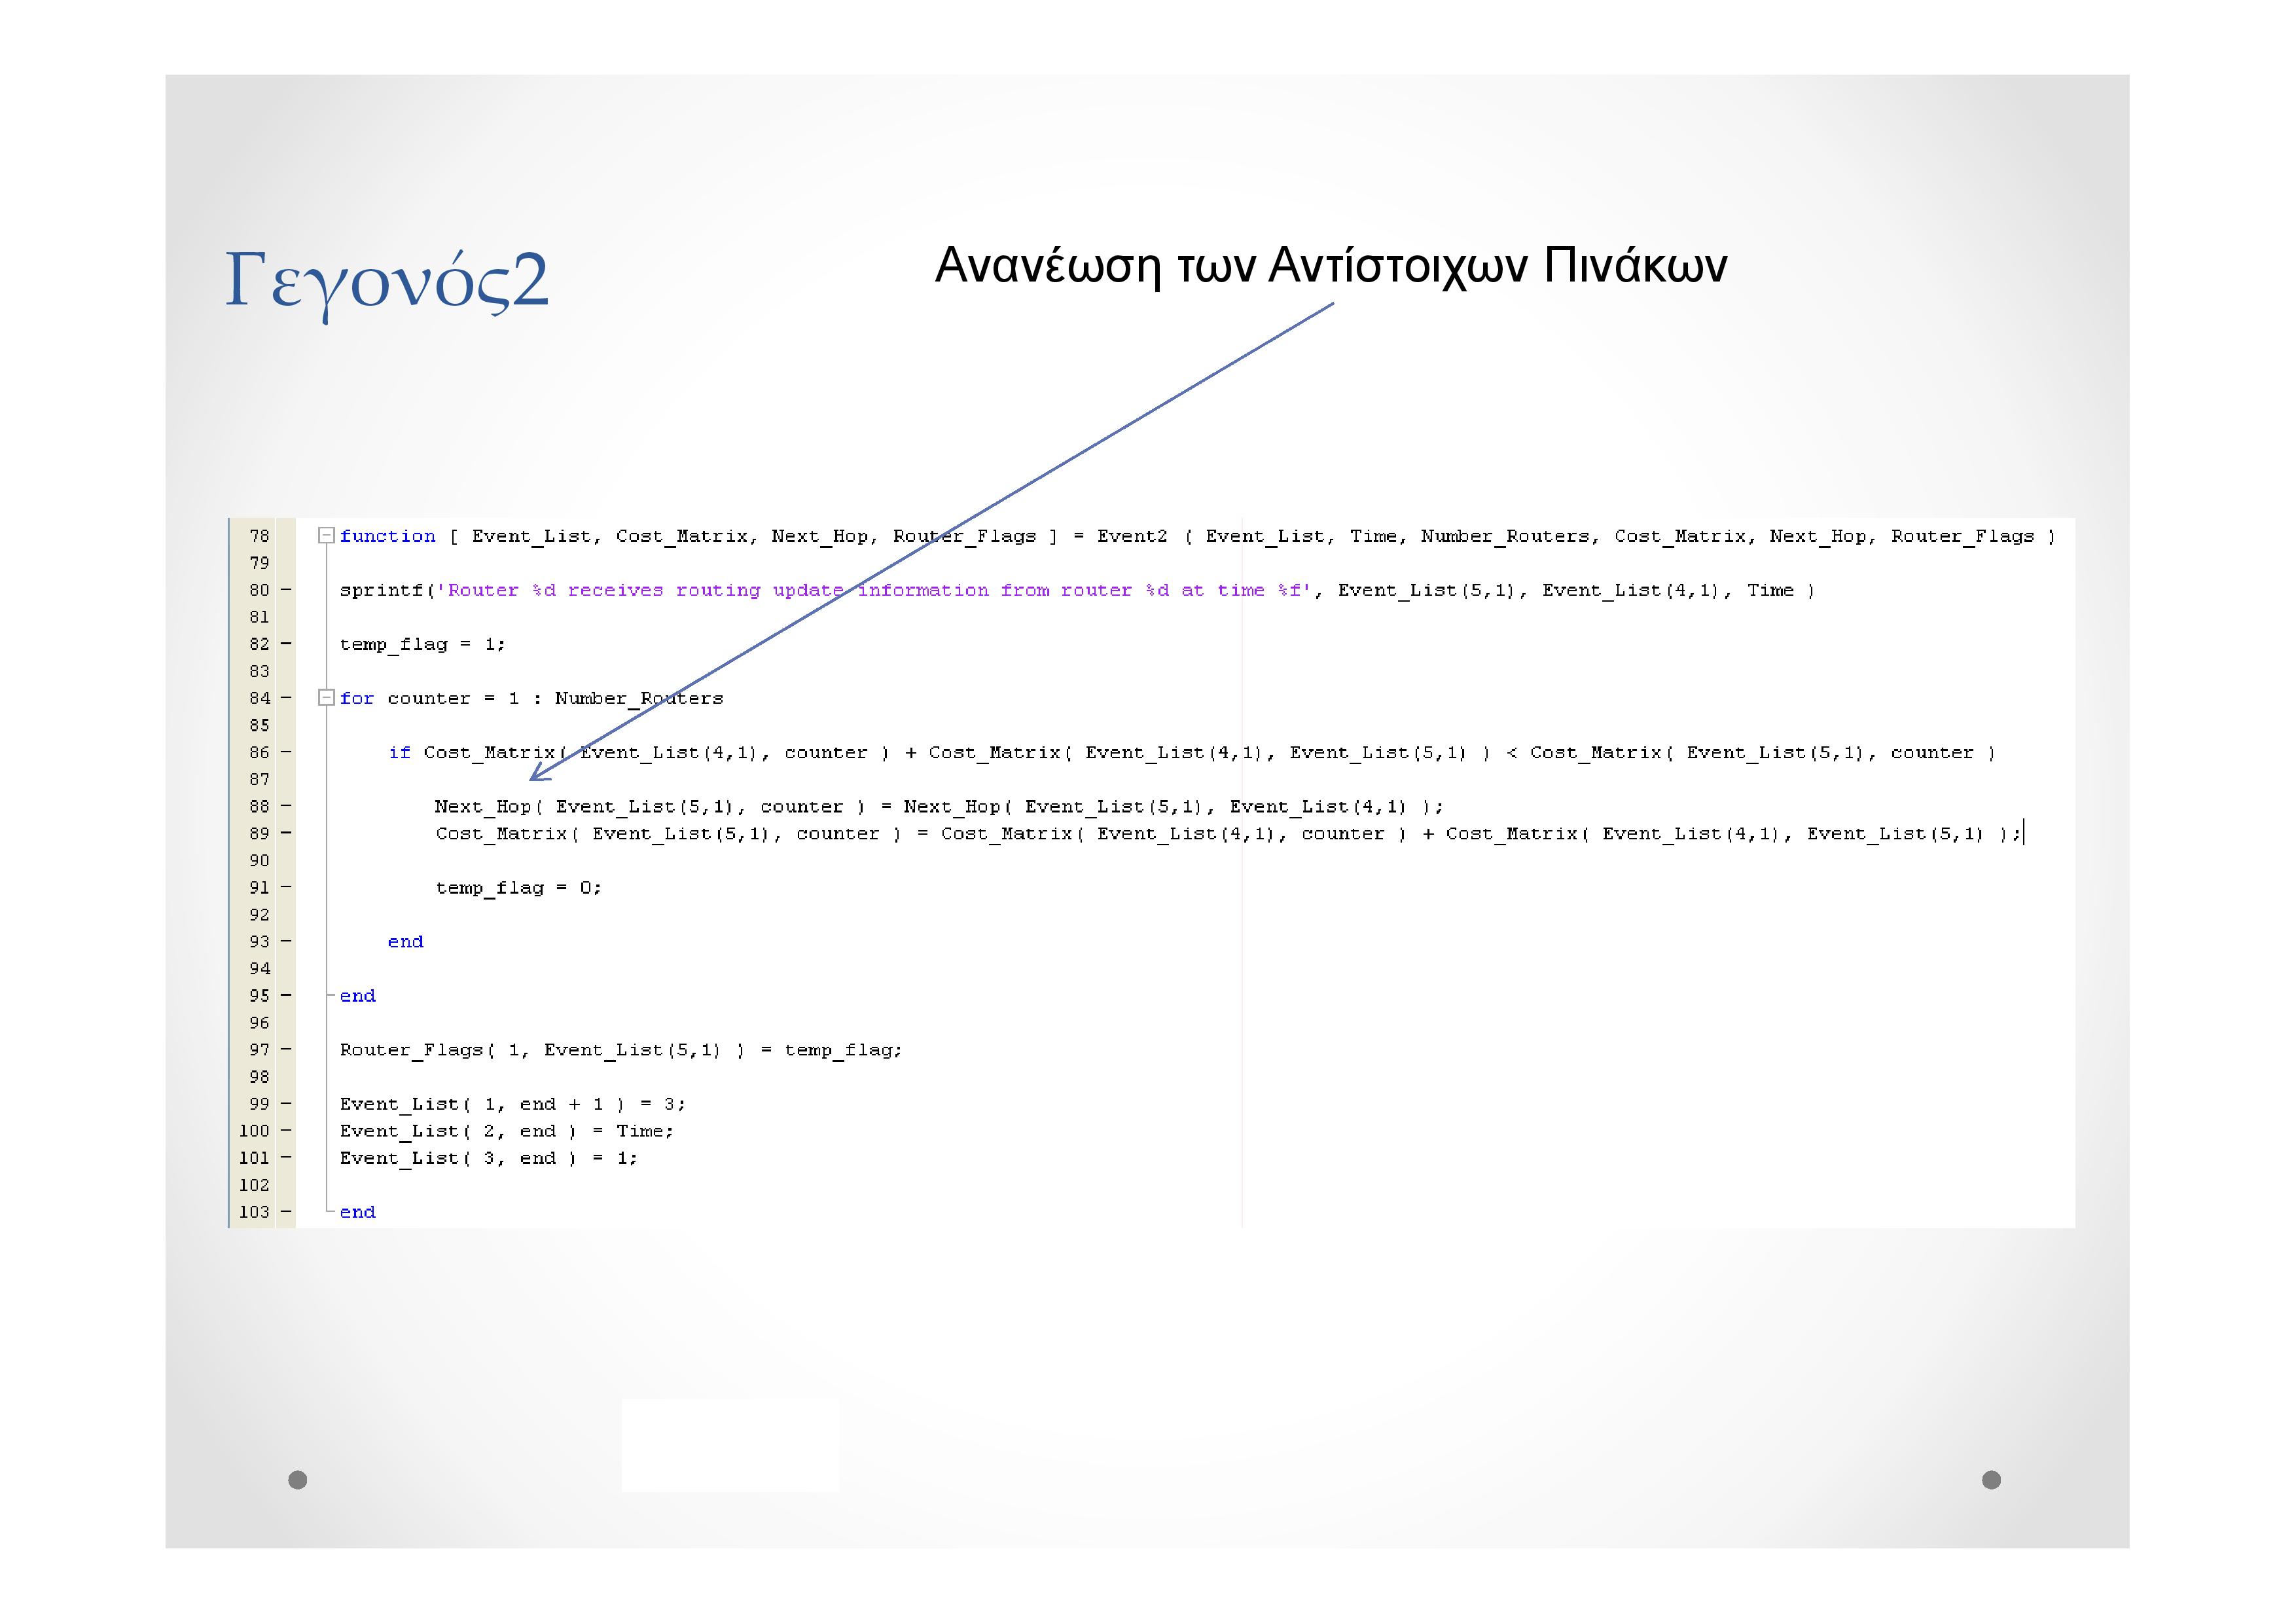 Γεγονός2
Ανανέωση των Αντίστοιχων Πινάκων
78 function [ Event_List, Cost_Matrix, Next_Hop, Router_Flags ] = Event2 ( Event_List, Time, Number_Routers, Cost_Matrix, Next_Hop, Router_Flags )
79
80 sprintf('Router %d receives routing update information from router %d at time %f', Event_List(5,1), Event_List(4,1), Time )
81
82 temp_flag = 1;
83
84 for counter = 1 : Number_Routers
85
86 if Cost_Matrix( Event_List(4,1), counter ) + Cost_Matrix( Event_List(4,1), Event_List(5,1) ) < Cost_Matrix( Event_List(5,1), counter )
87
88 Next_Hop( Event_List(5,1), counter ) = Next_Hop( Event_List(5,1), Event_List(4,1) );
89 Cost_Matrix( Event_List(5,1), counter ) = Cost_Matrix( Event_List(4,1), counter ) + Cost_Matrix( Event_List(4,1), Event_List(5,1) );
90
91 temp_flag = 0;
92
93 end
94
95 end
96
97 Router_Flags( 1, Event_List(5,1) ) = temp_flag;
98
99 Event_List( 1, end + 1 ) = 3;
100 Event_List( 2, end ) = Time;
101 Event_List( 3, end ) = 1;
102
103 end